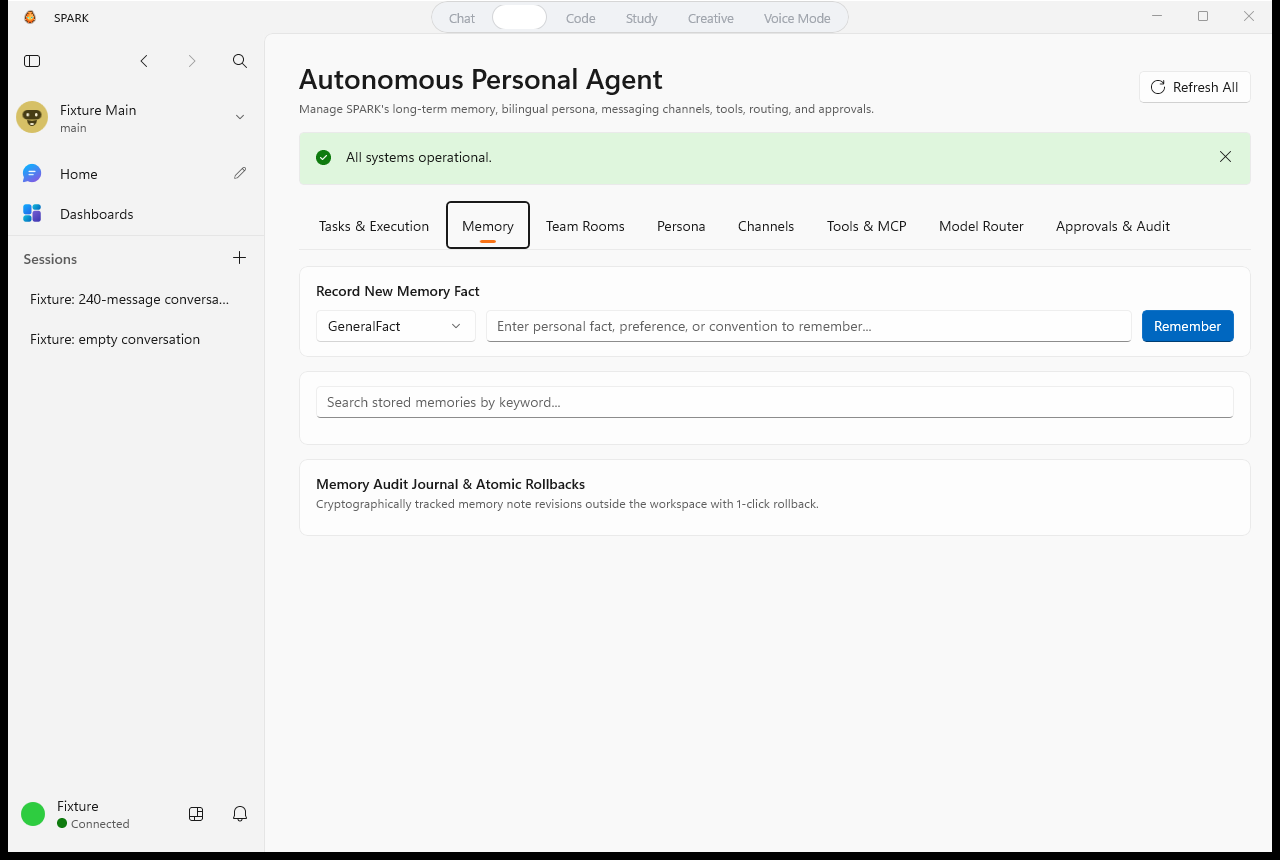 SPARK
Chat
Code
Study
Creative
Voice Mode
Fixture Main
main
Home
Dashboards
Sessions
Fixture: 240-message conversa...
Fixture: empty conversation
Fixture
Connected
Autonomous Personal Agent
Manage SPARK's long-term memory, bilingual persona, messaging channels, tools, routing, and approvals.
Refresh All
All systems operational.
Tasks & Execution
Memory
Team Rooms
Persona
Channels
Tools & MCP
Model Router
Approvals & Audit
Record New Memory Fact
GeneralFact
Enter personal fact, preference, or convention to remember...
Remember
Search stored memories by keyword...
Memory Audit Journal & Atomic Rollbacks
Cryptographically tracked memory note revisions outside the workspace with 1-click rollback.